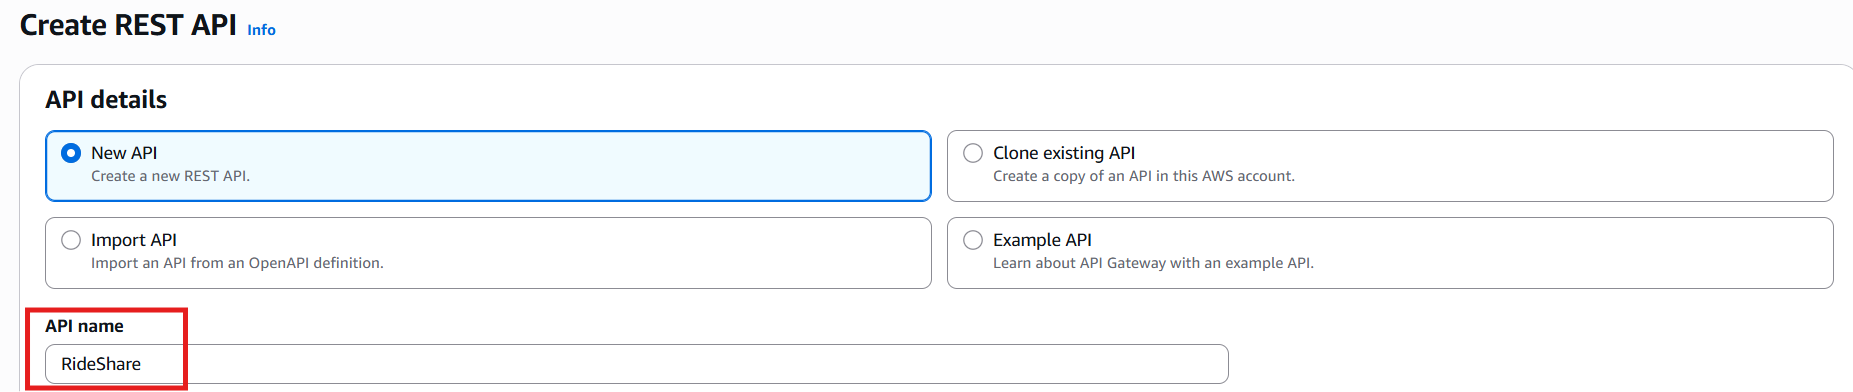 Create REST API Info
API details
New API
Create a new REST API.
Clone existing API
Create a copy of an API in this AWS account.
Import API
Import an API from an OpenAPI definition.
Example API
Learn about API Gateway with an example API.
API name
RideShare